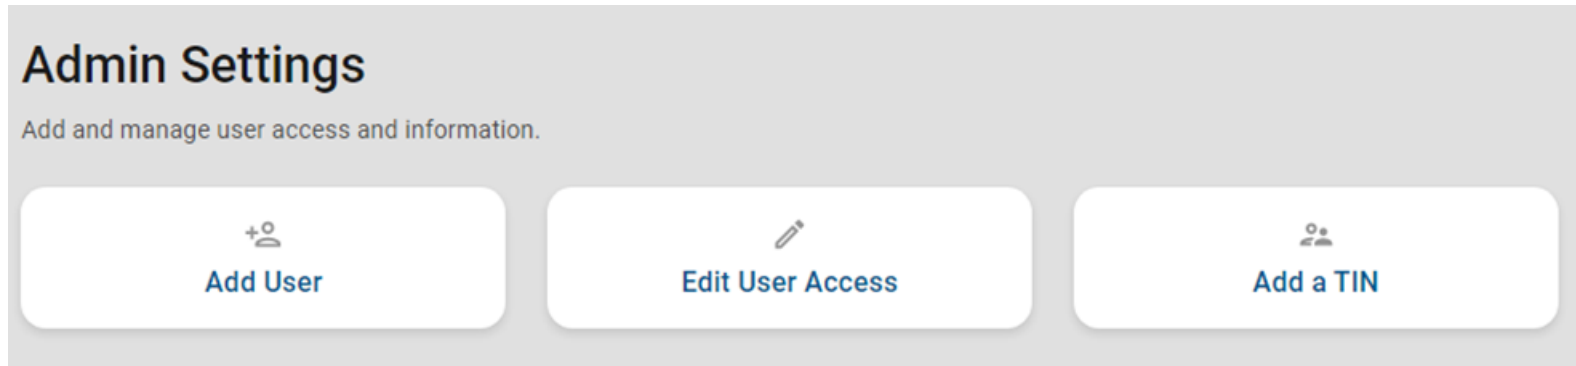 Admin Settings
Add and manage user access and information.
Add User
Edit User Access
Add a TIN